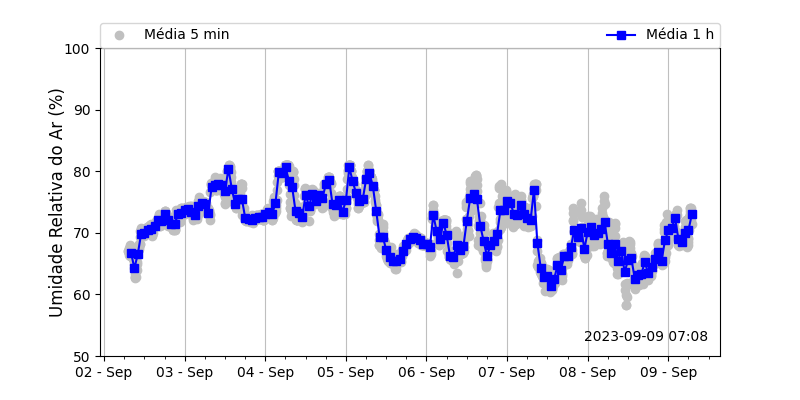 Média 5 min
Média 1 h
Umidade Relativa do Ar (%)
100
90
80
70
60
50
2023-09-09 07:08
02 - Sep
03 - Sep
04 - Sep
05 - Sep
06 - Sep
07 - Sep
08 - Sep
09 - Sep